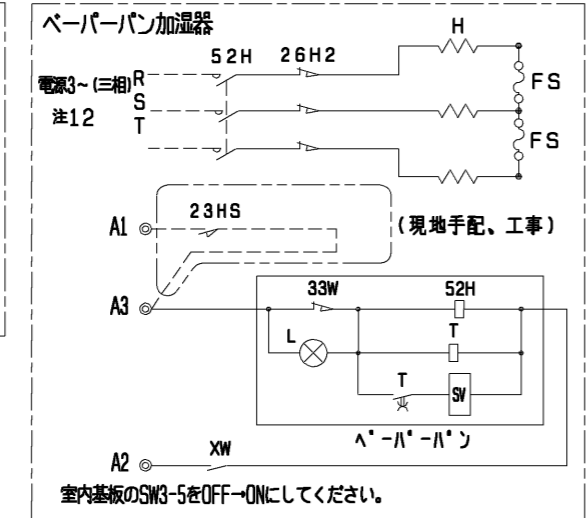 ペーパーパン加湿器
52H 26H2 H
電源3~(三相) R
S
T
注12
FS
FS
23HS
A1
(現地手配、工事)
A3
33W 52H
L T
T SV
ペーパーパン
A2 XW
室内基板のSW3-5をOFF→ONにしてください。